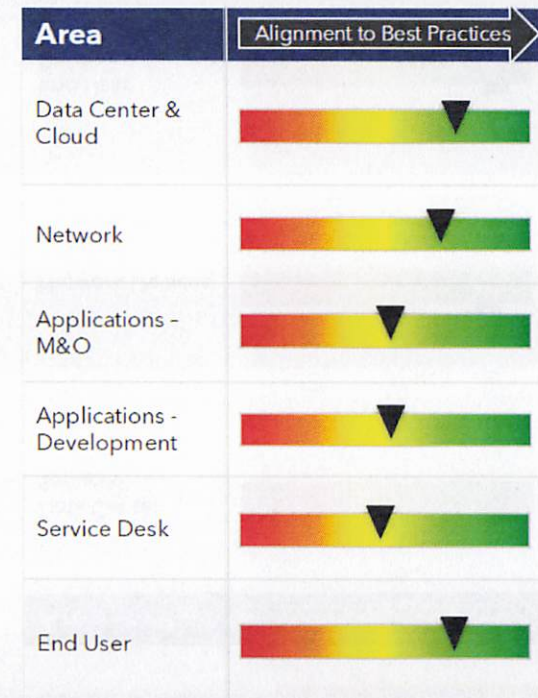 Area
Alignment to Best Practices
Data Center &
Cloud
Network
Applications –
M&O
Applications -
Development
Service Desk
End User